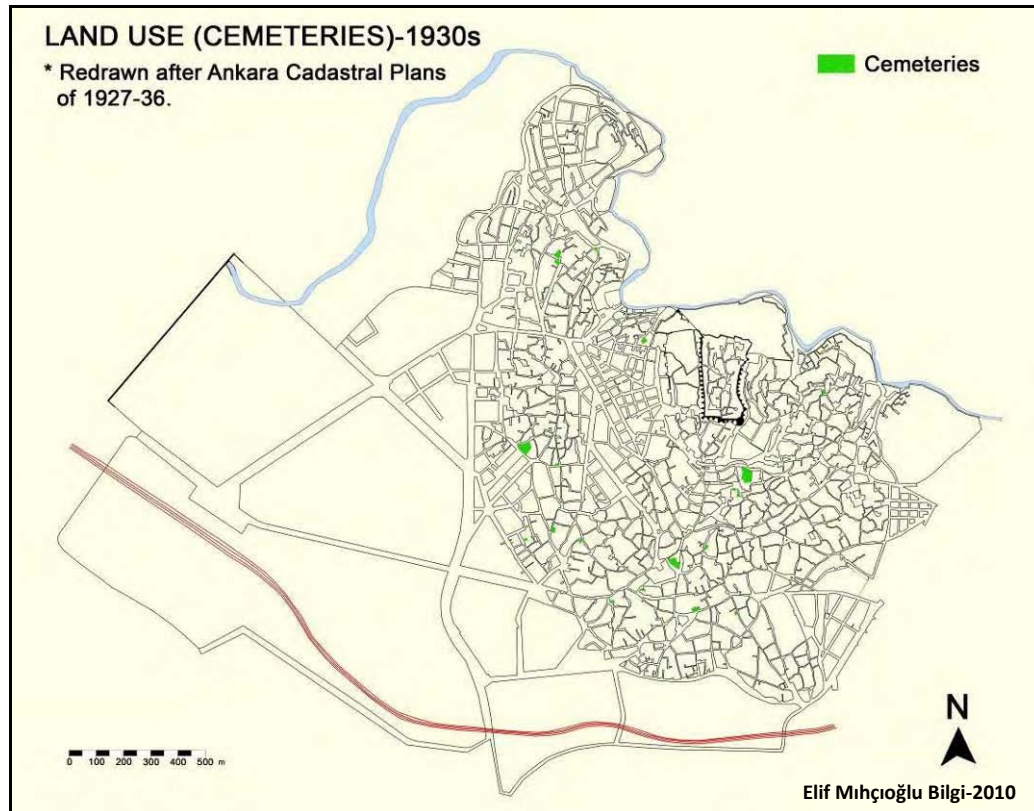 LAND USE (CEMETERIES)-1930s
* Redrawn after Ankara Cadastral Plans
of 1927-36.
Cemeteries
N
0 100 200 300 400 500 m
Elif Mıhçıoğlu Bilgi-2010